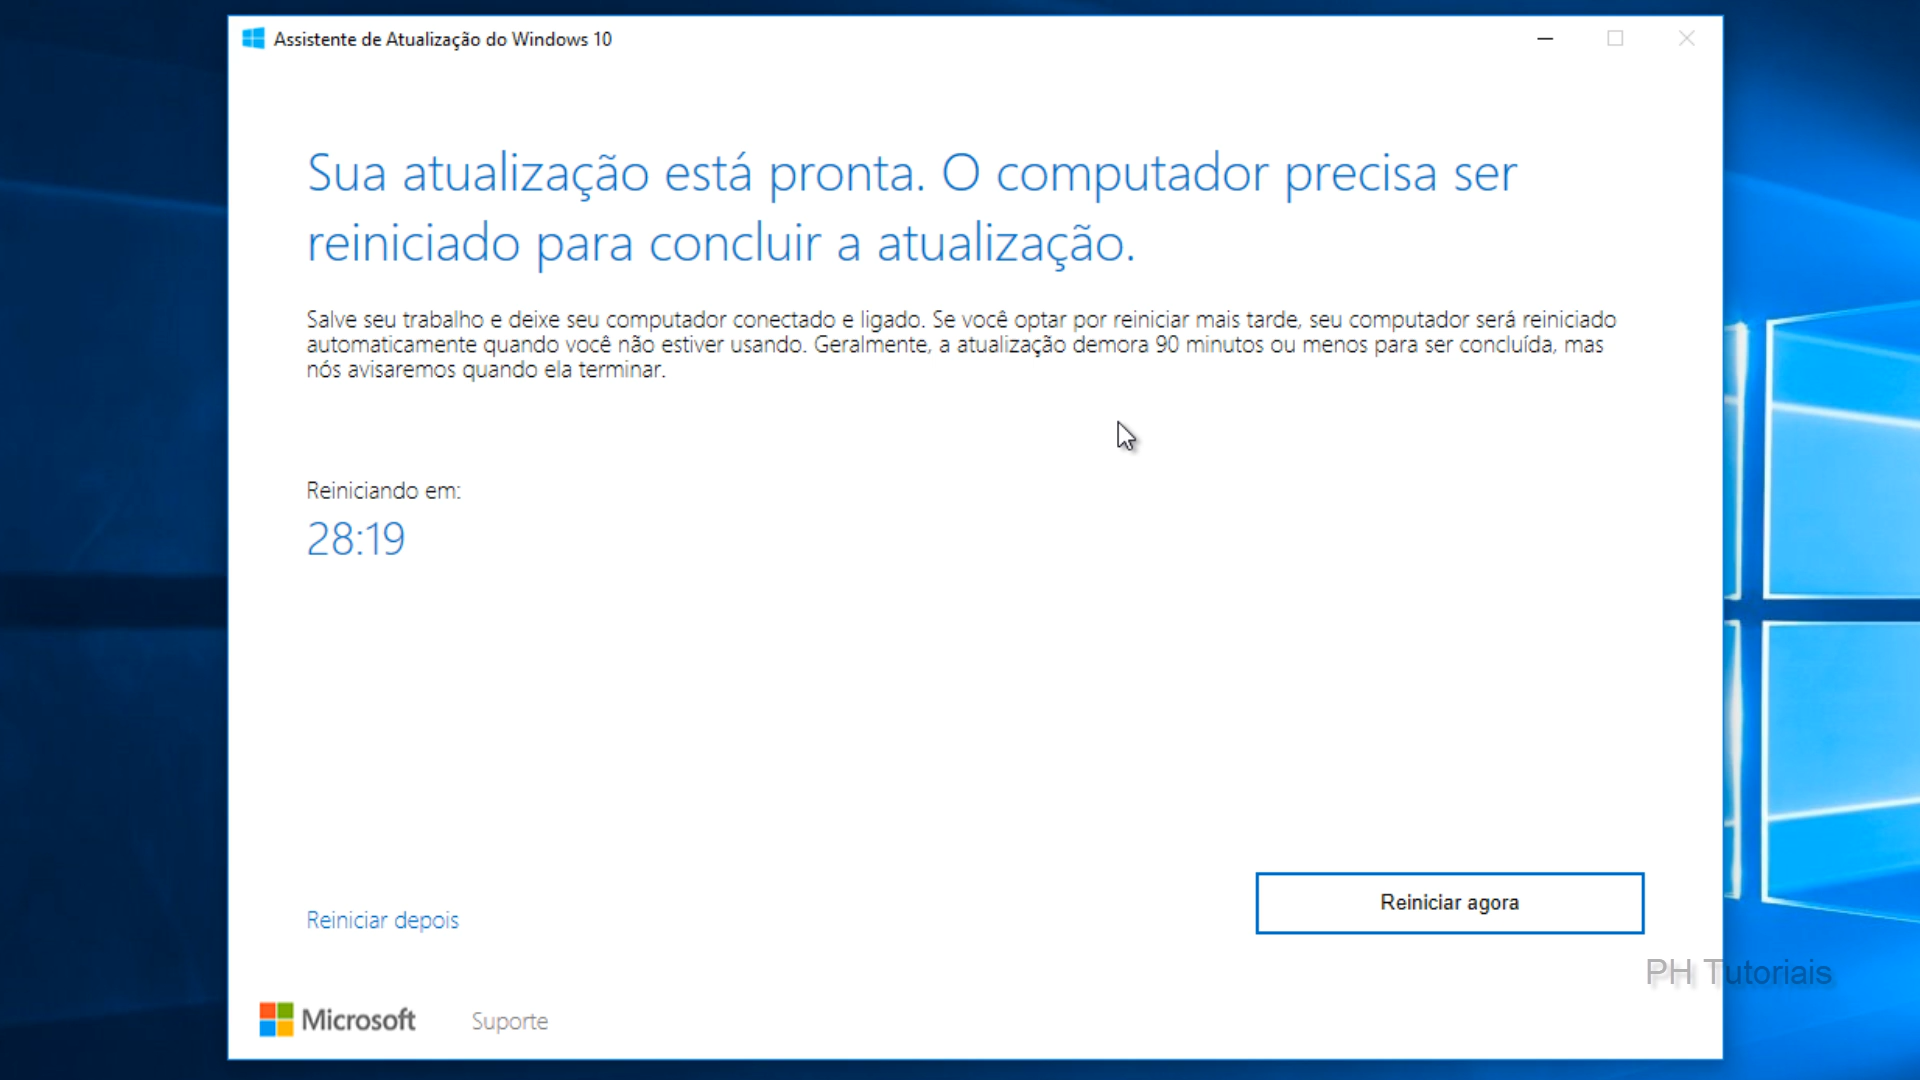 Assistente de Atualização do Windows 10
Sua atualização está pronta. O computador precisa ser
reiniciado para concluir a atualização.
Salve seu trabalho e deixe seu computador conectado e ligado. Se você optar por reiniciar mais tarde, seu computador será reiniciado
automaticamente quando você não estiver usando. Geralmente, a atualização demora 90 minutos ou menos para ser concluída, mas
nós avisaremos quando ela terminar.
Reiniciando em:
28:19
Reiniciar agora
Reiniciar depois
PH Tutoriais
Microsoft
Suporte